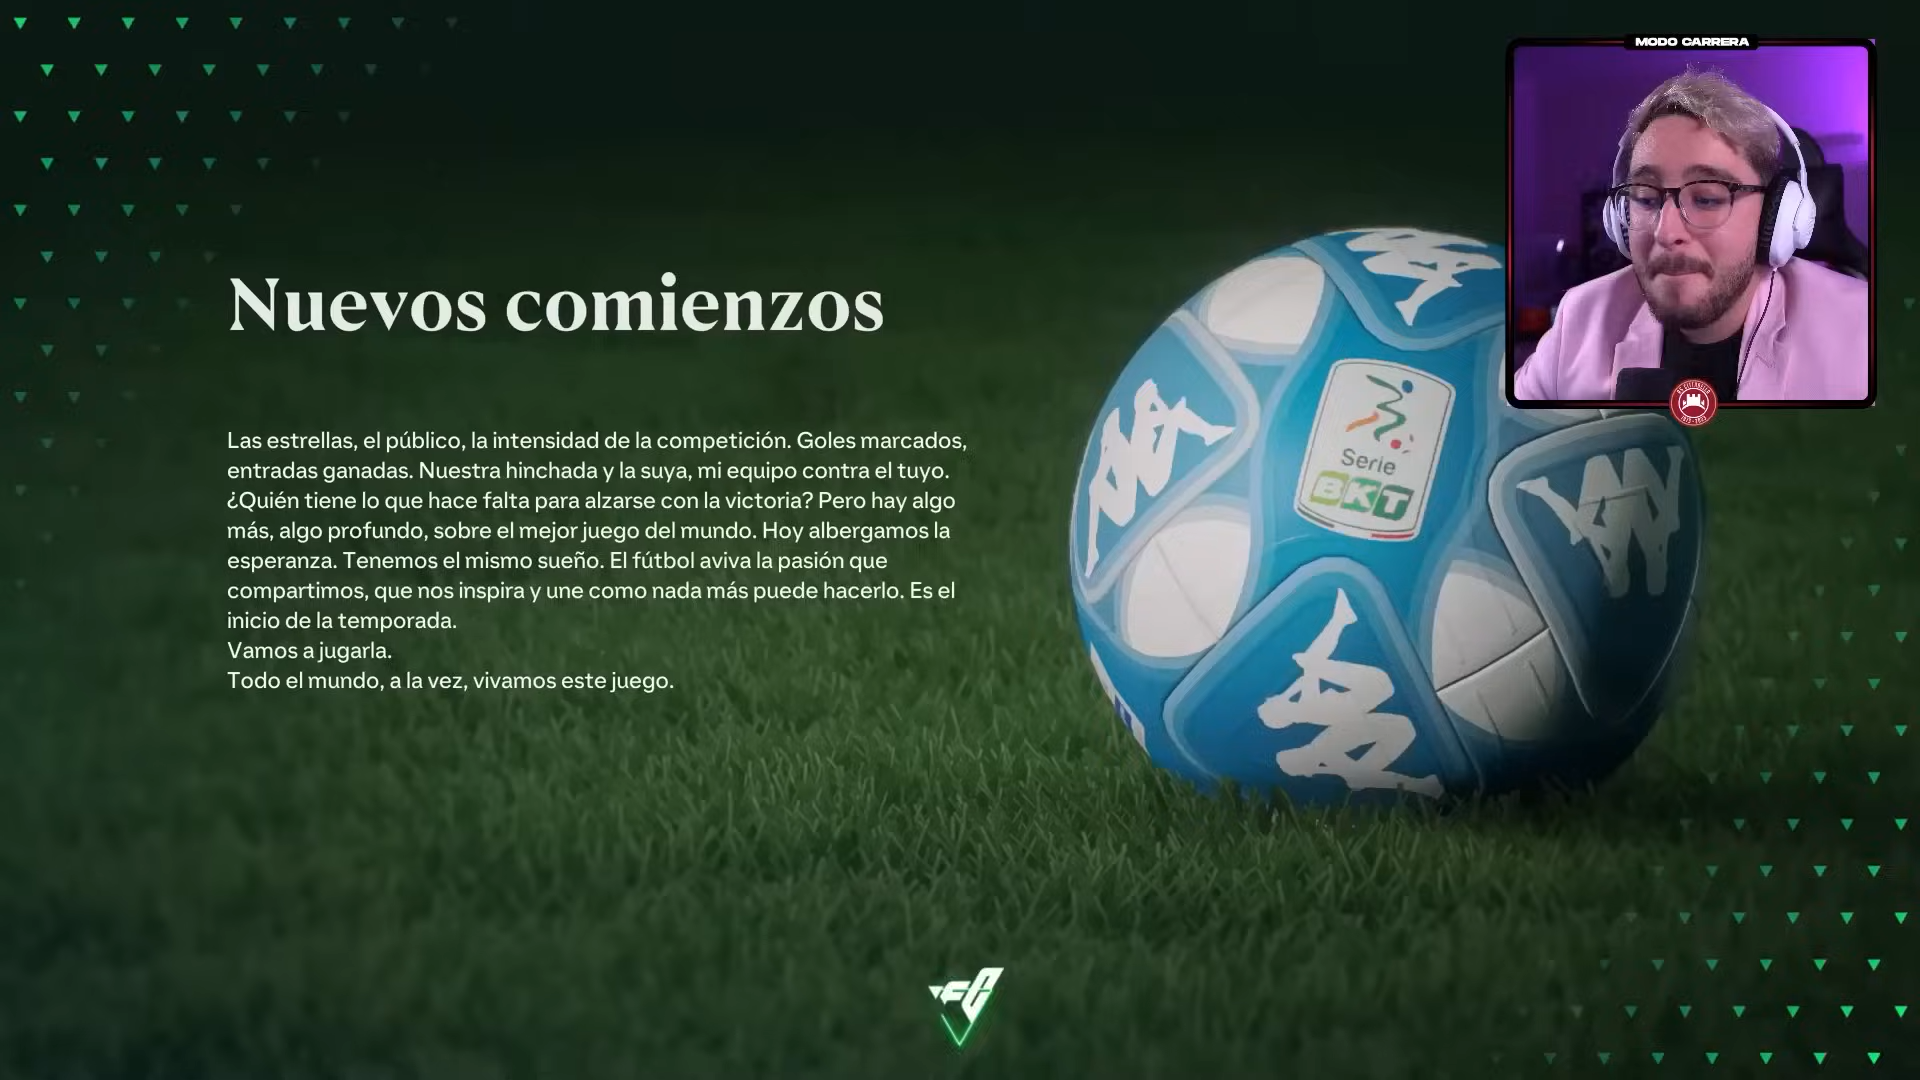 MODO CARRERA
Nuevos comienzos
Las estrellas, el público, la intensidad de la competición. Goles marcados,
entradas ganadas. Nuestra hinchada y la suya, mi equipo contra el tuyo.
¿Quién tiene lo que hace falta para alzarse con la victoria? Pero hay algo
más, algo profundo, sobre el mejor juego del mundo. Hoy albergamos la
esperanza. Tenemos el mismo sueño. El fútbol aviva la pasión que
compartimos, que nos inspira y une como nada más puede hacerlo. Es el
inicio de la temporada.
Vamos a jugarla.
Todo el mundo, a la vez, vivamos este juego.
Serie
BKT
FC